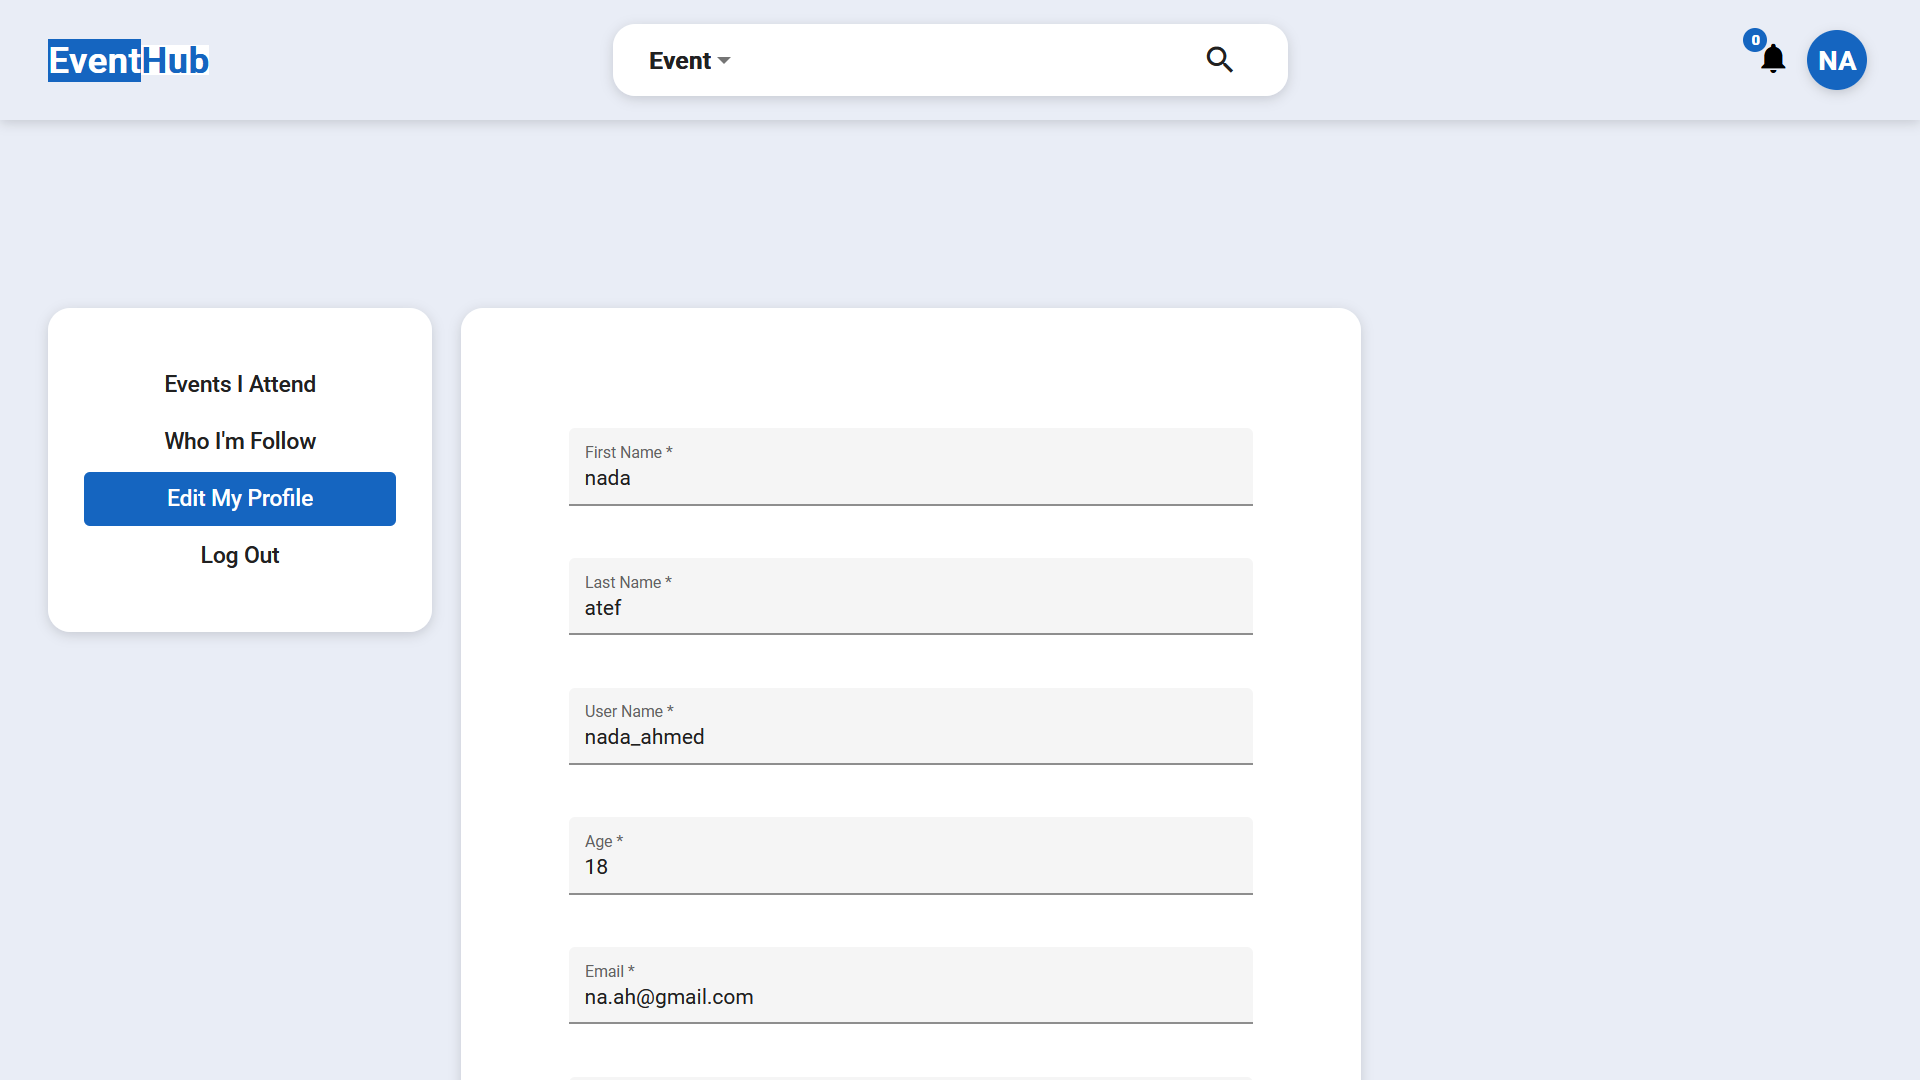 EventHub
Event
0
NA
Events I Attend
Who I'm Follow
Edit My Profile
Log Out
First Name *
nada
Last Name *
atef
User Name *
nada_ahmed
Age *
18
Email *
na.ah@gmail.com